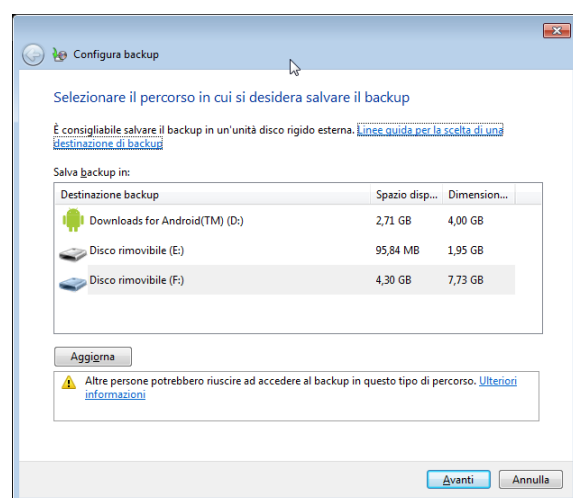 Configura backup
Selezionare il percorso in cui si desidera salvare il backup
È consigliabile salvare il backup in un'unità disco rigido esterna. Linee guida per la scelta di una
destinazione di backup
Salva backup in:
Destinazione backup Spazio disp... Dimension...
Downloads for Android(TM) (D:) 2,71 GB 4,00 GB
Disco rimovibile (E:) 95,84 MB 1,95 GB
Disco rimovibile (F:) 4,30 GB 7,73 GB
Aggiorna
Altre persone potrebbero riuscire ad accedere al backup in questo tipo di percorso. Ulteriori
informazioni
Avanti Annulla